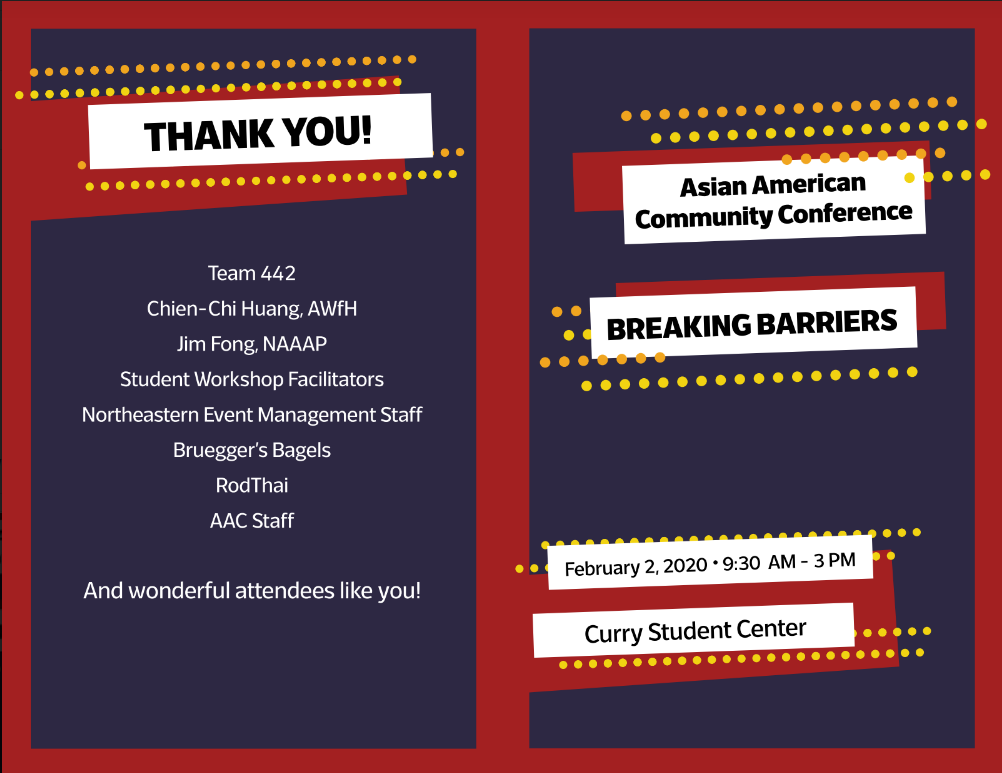 THANK YOU!
Team 442
Chien-Chi Huang, AWfH
Jim Fong, NAAAP
Student Workshop Facilitators
Northeastern Event Management Staff
Bruegger's Bagels
RodThai
AAC Staff
And wonderful attendees like you!
Asian American
Community Conference
BREAKING BARRIERS
February 2, 2020 • 9:30 AM - 3 PM
Curry Student Center